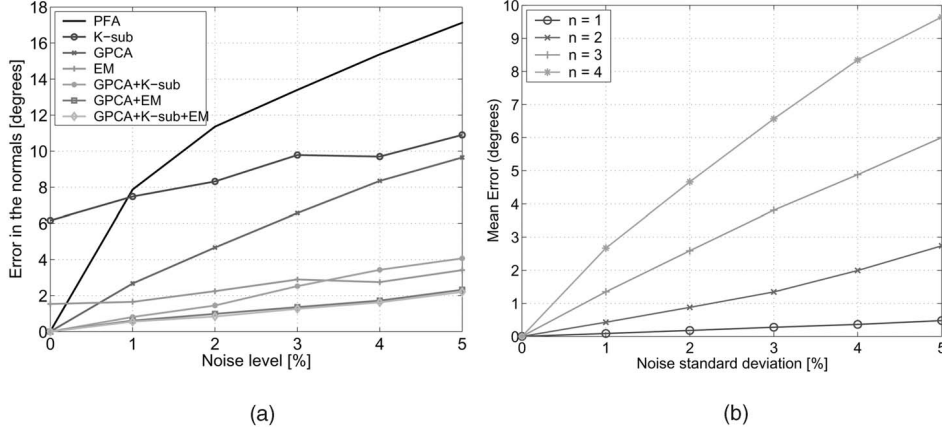 18
16
14
12
10
8
6
4
2
0
Error in the normals [degrees]
PFA
K-sub
GPCA
EM
GPCA+K-sub
GPCA+EM
GPCA+K-sub+EM
0 1 2 3 4 5
Noise level [%]
(a)
10
9
8
7
6
5
4
3
2
1
0
Mean Error (degrees)
n = 1
n = 2
n = 3
n = 4
0 1 2 3 4 5
Noise standard deviation [%]
(b)